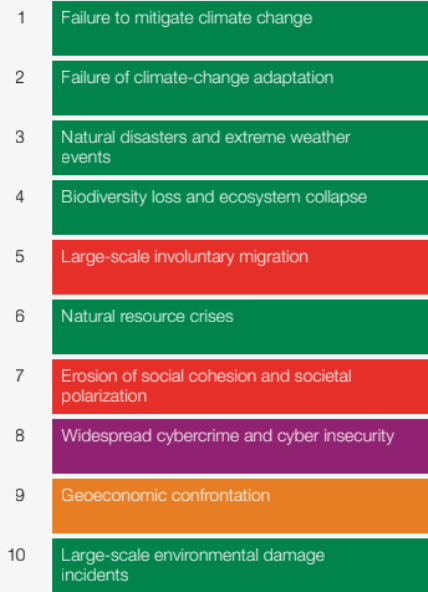 1 Failure to mitigate climate change
2 Failure of climate-change adaptation
3 Natural disasters and extreme weather
events
4 Biodiversity loss and ecosystem collapse
5 Large-scale involuntary migration
6 Natural resource crises
7 Erosion of social cohesion and societal
polarization
8 Widespread cybercrime and cyber insecurity
9 Geoeconomic confrontation
10 Large-scale environmental damage
incidents